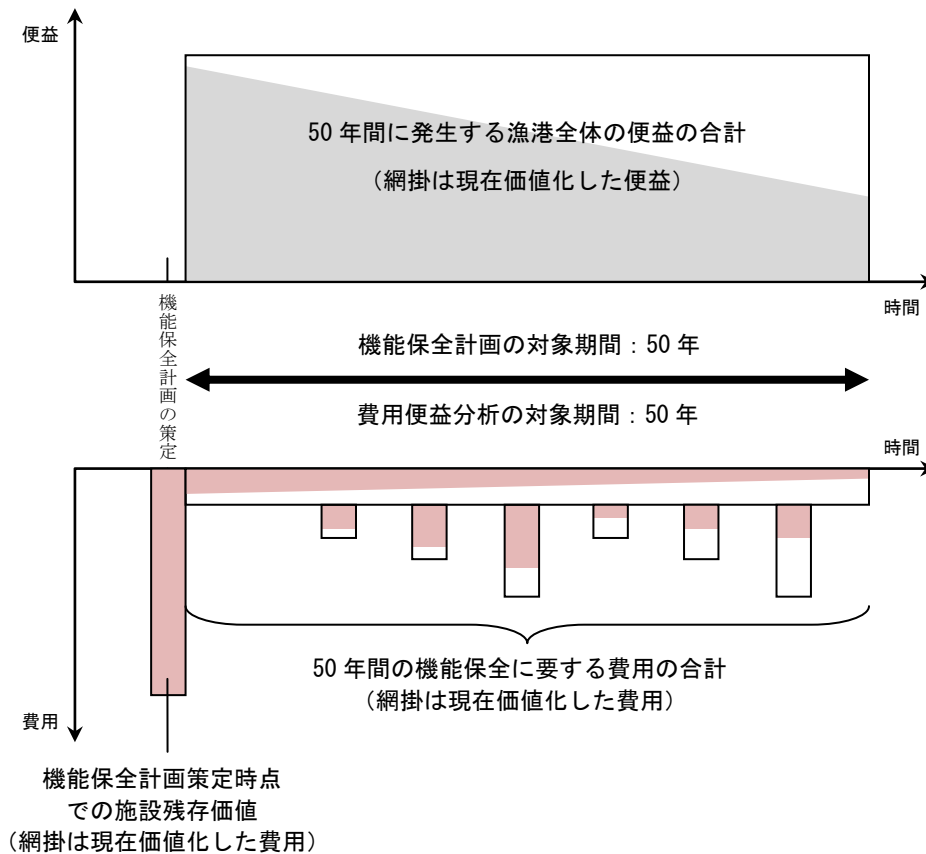 便益
50 年間に発生する漁港全体の便益の合計
（網掛は現在価値化した便益）
時間
機能保全計画の策定
機能保全計画の対象期間：50 年
費用便益分析の対象期間：50 年
時間
50 年間の機能保全に要する費用の合計
（網掛は現在価値化した費用）
費用
機能保全計画策定時点
での施設残存価値
（網掛は現在価値化した費用）